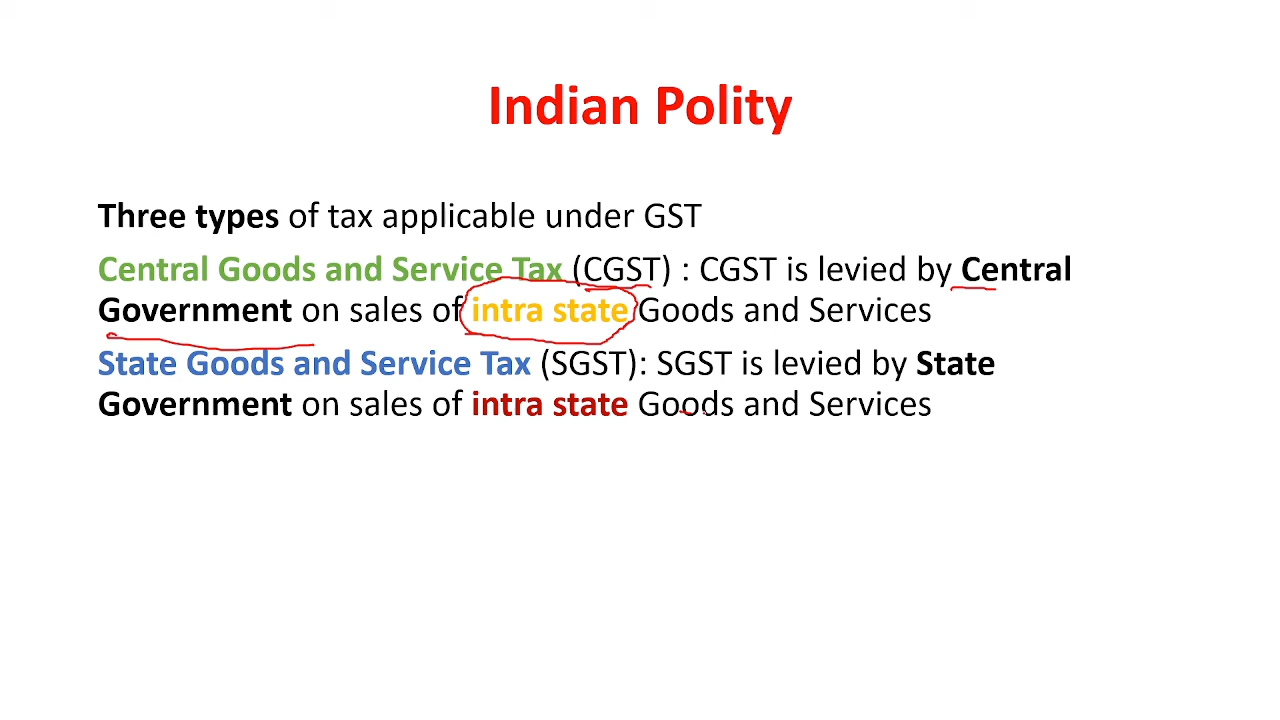 Indian Polity
Three types of tax applicable under GST
Central Goods and Service Tax (CGST) : CGST is levied by Central
Government on sales of intra state Goods and Services
State Goods and Service Tax (SGST): SGST is levied by State
Government on sales of intra state Goods and Services